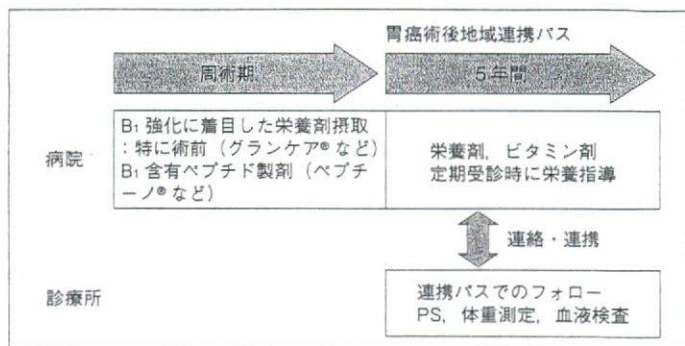 胃癌術後地域連携パス
周術期
5年間
病院
B₁ 強化に着目した栄養剤摂取
:特に術前(グランケア®など)
B₁ 含有ペプチド製剤(ペプチ
ーノ®など)
栄養剤,ビタミン剤
定期受診時に栄養指導
連絡・連携
診療所
連携パスでのフォロー
PS,体重測定,血液検査